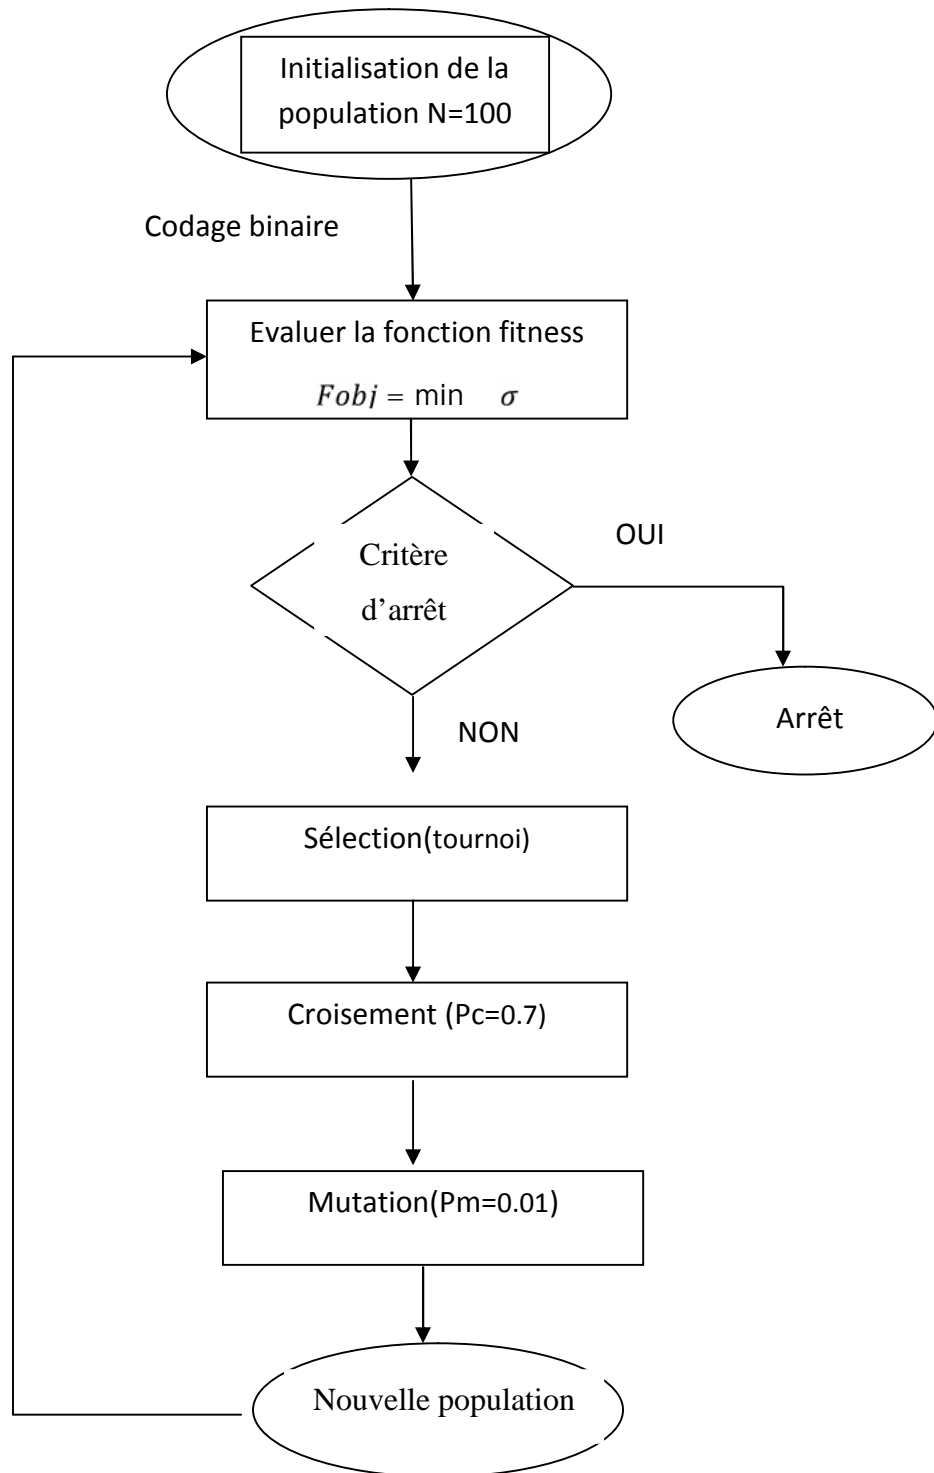 Initialisation de la
population N=100
Codage binaire
Evaluer la fonction fitness
Fobj = min σ
Critère
d’arrêt
OUI
NON
Arrêt
Sélection(tournoi)
Croisement (Pc=0.7)
Mutation(Pm=0.01)
Nouvelle population